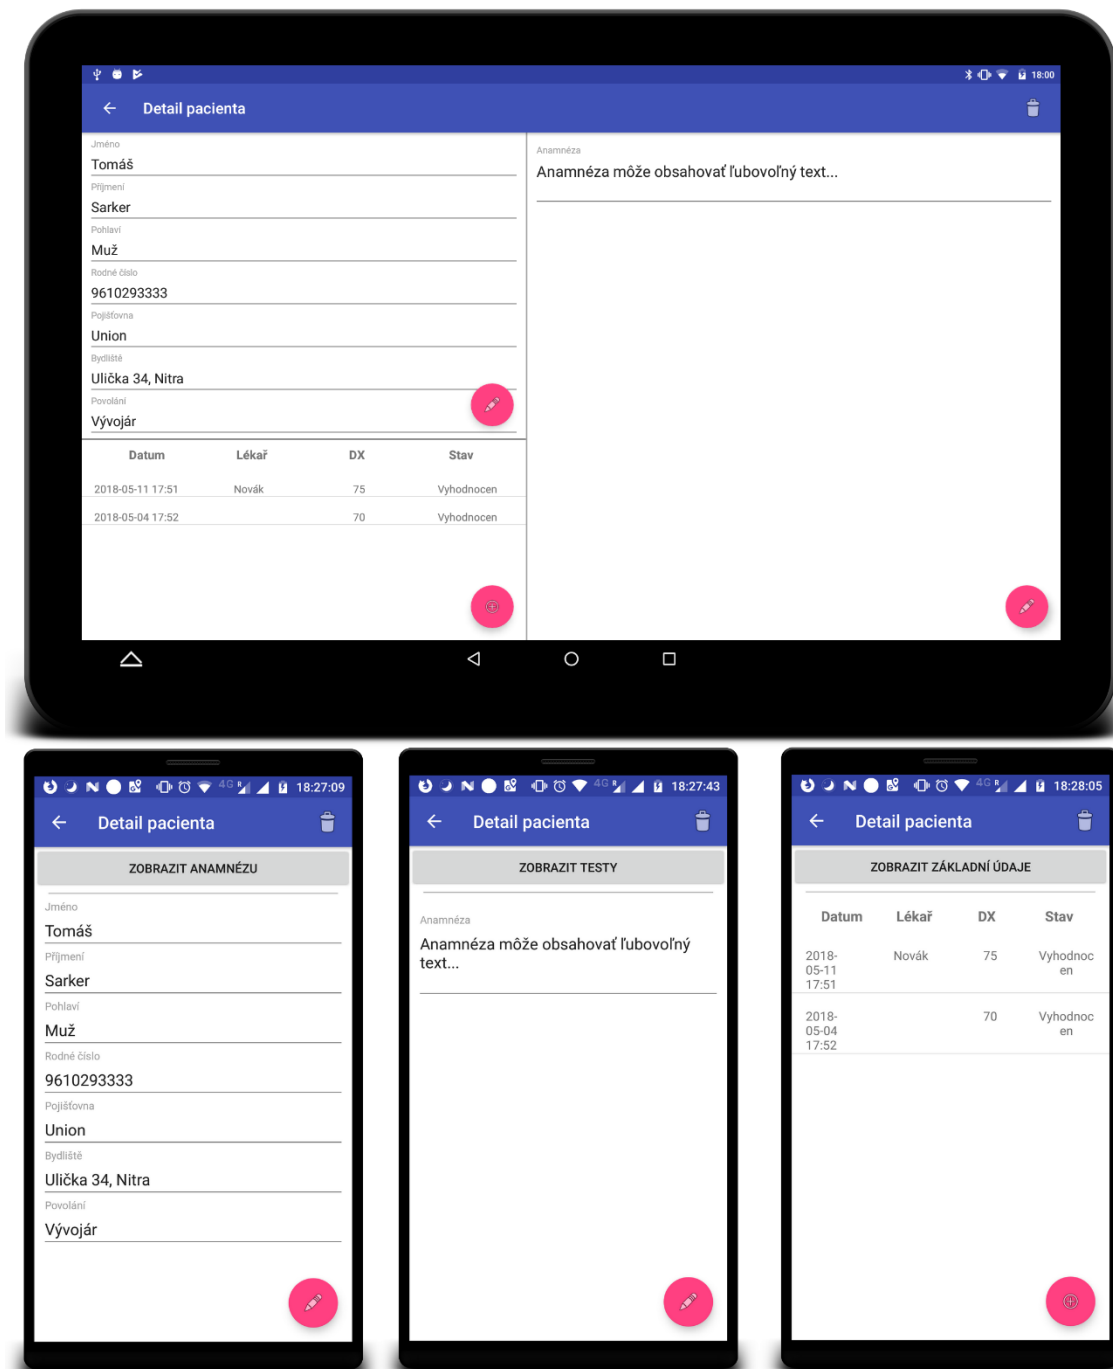 18:00
Detail pacienta
Jméno
Tomáš
Příjmení
Sarker
Pohlaví
Muž
Rodné číslo
9610293333
Pojišťovna
Union
Bydliště
Ulička 34, Nitra
Povolání
Vývojár
Datum Lékař DX Stav
2018-05-11 17:51 Novák 75 Vyhodnocen
2018-05-04 17:52 70 Vyhodnocen
Anamnéza
Anamnéza môže obsahovať ľubovoľný text...
4G R 18:27:09
Detail pacienta
ZOBRAZIT ANAMNÉZU
Jméno
Tomáš
Příjmení
Sarker
Pohlaví
Muž
Rodné číslo
9610293333
Pojišťovna
Union
Bydliště
Ulička 34, Nitra
Povolání
Vývojár
4G R 18:27:43
Detail pacienta
ZOBRAZIT TESTY
Anamnéza
Anamnéza môže obsahovať ľubovoľný
text...
4G R 18:28:05
Detail pacienta
ZOBRAZIT ZÁKLADNÍ ÚDAJE
Datum Lékař DX Stav
2018- Novák 75 Vyhodnoc
05-11 en
17:51
2018- 70 Vyhodnoc
05-04 en
17:52